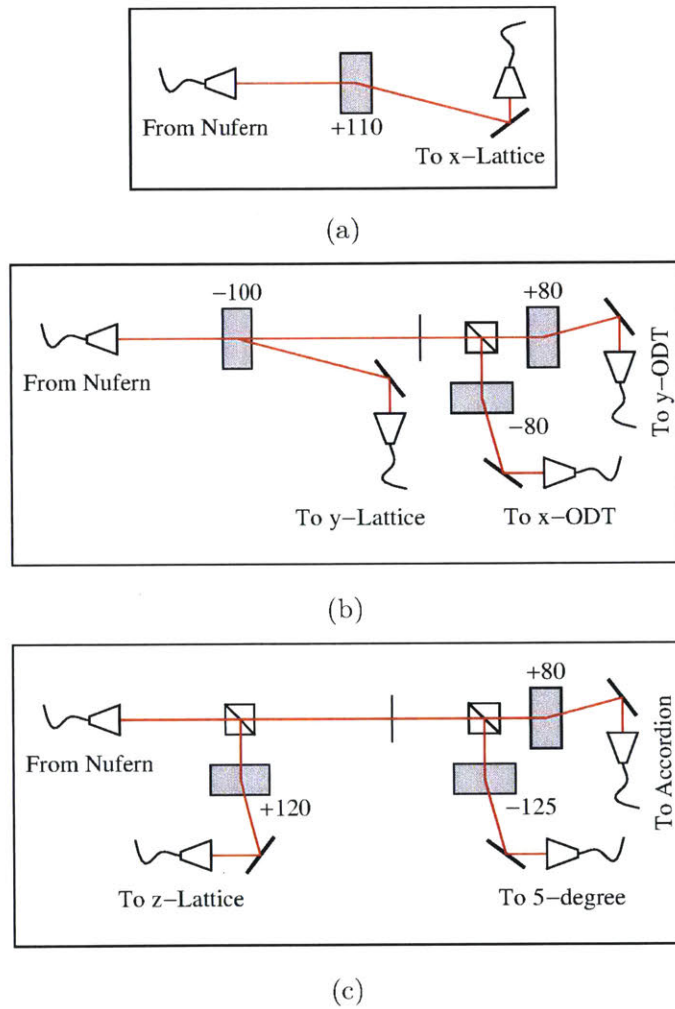 From Nufern
+110
To x−Lattice
(a)
−100
+80
From Nufern
−80
To y−ODT
To y−Lattice
To x−ODT
(b)
+80
From Nufern
+120
−125
To Accordion
To z−Lattice
To 5−degree
(c)